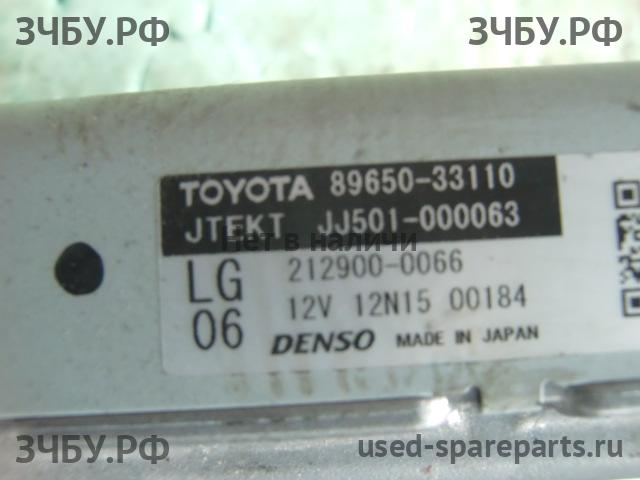 ЗЧБУ.РФ ЗЧБУ.РФ
TOYOTA 89650-33110
JTEKT JJ501-000063
Нет в наличии
LG 212900-0066
06 12V 12N15 00184
DENSO MADE IN JAPAN
ЗЧБУ.РФ used-spareparts.ru